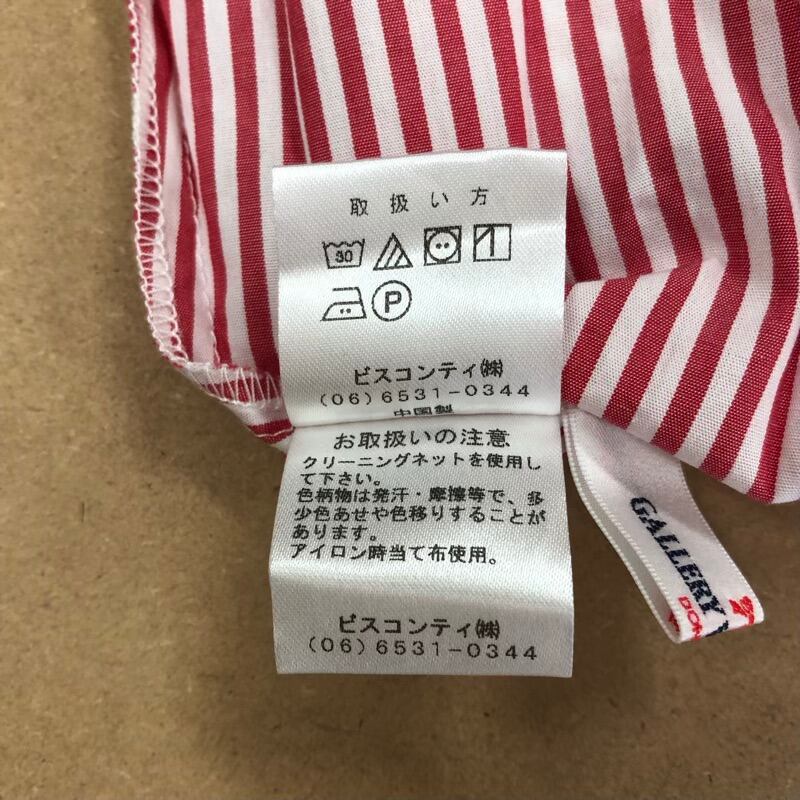 取扱い方
30
P
ビスコンティ㈱
(06)6531-0344
中国製
お取扱いの注意
クリーニングネットを使用し
て下さい。
色柄物は発汗・摩擦等で、多
少色あせや色移りすることが
あります。
アイロン時当て布使用。
ビスコンティ㈱
(06)6531-0344
GALLERY